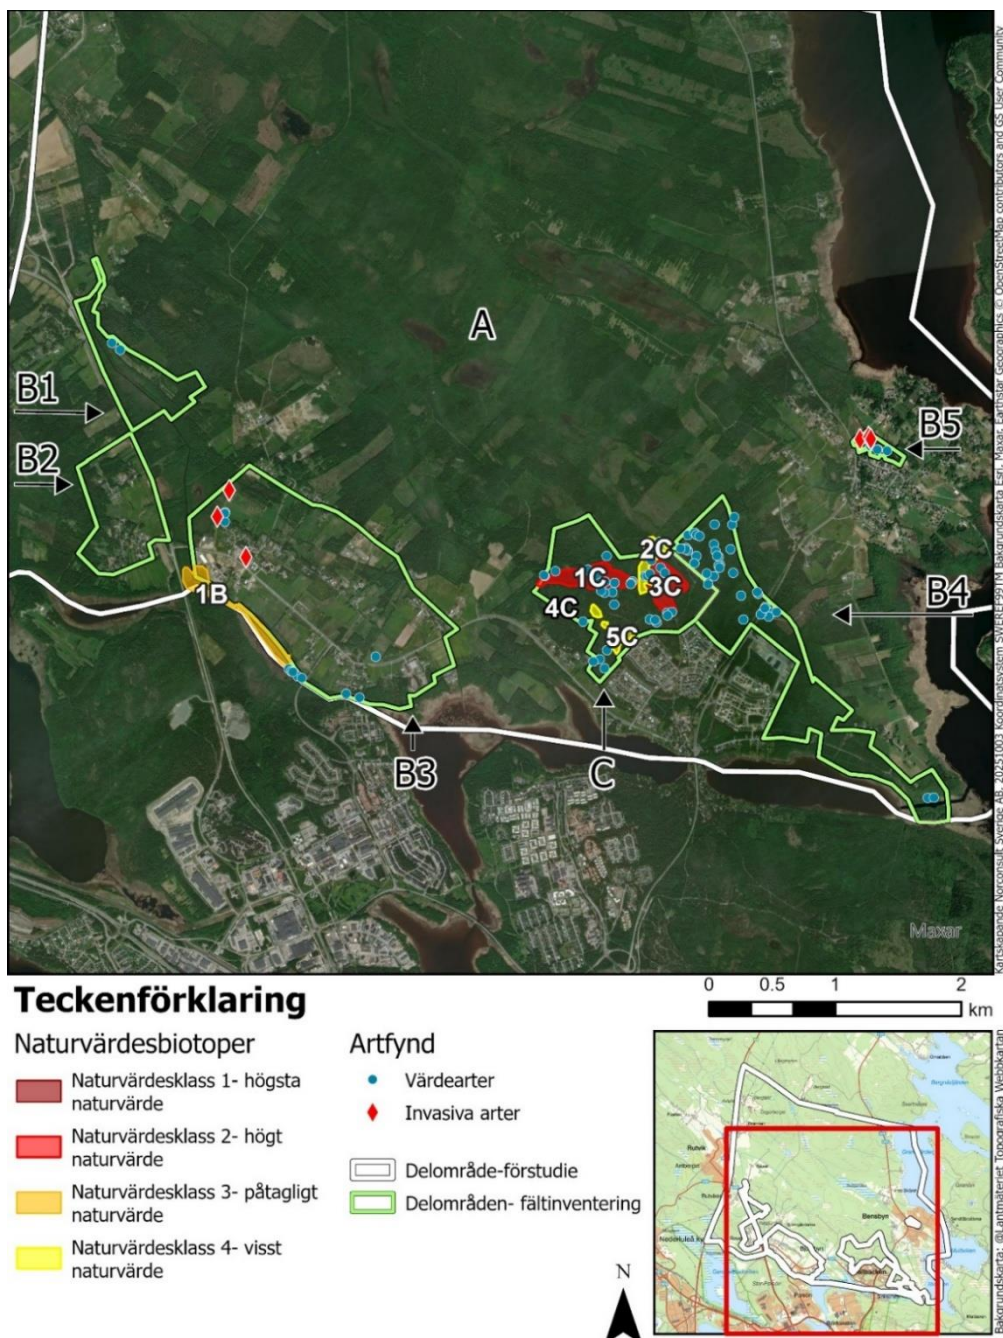 A
B1
B2
B5
2C
1C
3C
4C
B4
1B
5C
B3
C
Maxar
Kartskapande Norconsult Sverige AB, 20251003 Koordinatsystem SWEREF99TM Bakgrundskarta Esri, Maxar, Earthstar Geographics © OpenStreetMap contributors and GS User Community
Teckenförklaring
Naturvärdesbiotoper
Naturvärdesklass 1- högsta
naturvärde
Naturvärdesklass 2- högt
naturvärde
Naturvärdesklass 3- påtagligt
naturvärde
Naturvärdesklass 4- visst
naturvärde
Artfynd
Värdearter
Invasiva arter
Delområde-förstudie
Delområden- fältinventering
0 0.5 1 2
km
N
Rutvik
Bensbyn
Bakgrundskarta: @Lantmäteriet Topografiska Webbkartan